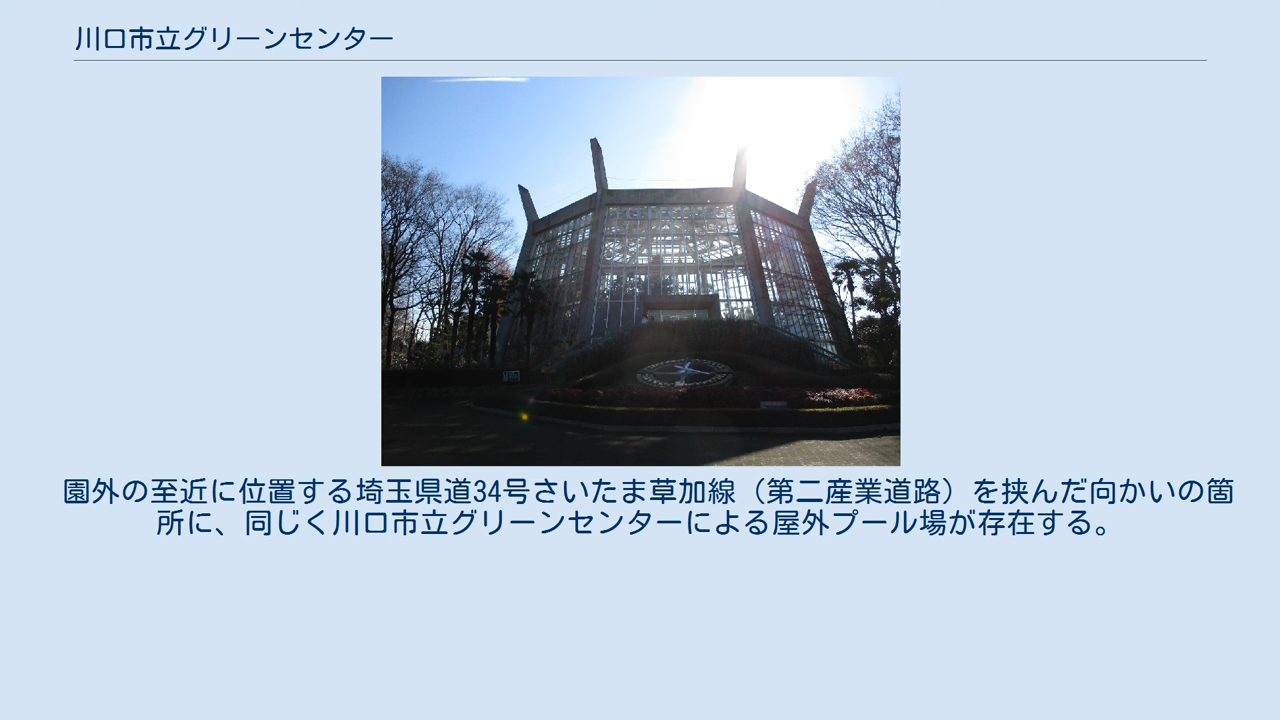 川口市立グリーンセンター
園外の至近に位置する埼玉県道34号さいたま草加線（第二産業道路）を挟んだ向かいの箇
所に、同じく川口市立グリーンセンターによる屋外プール場が存在する。